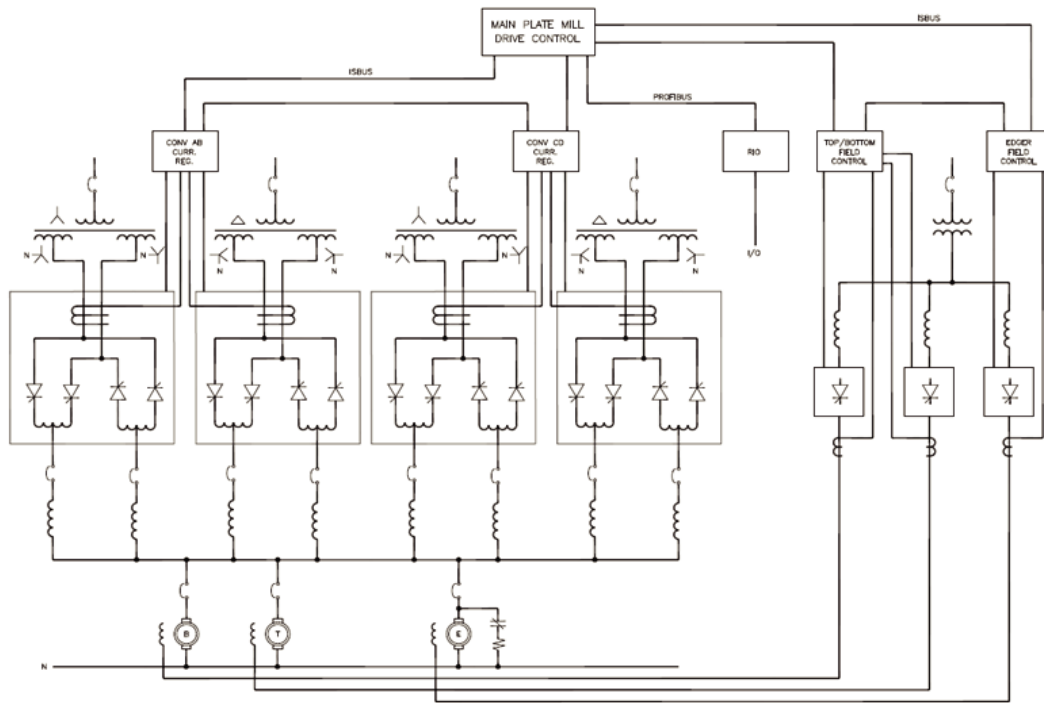 MAIN PLATE MILL
DRIVE CONTROL
ISBUS
ISBUS
PROFIBUS
CONV AB
CURR.
REG.
CONV CD
CURR.
REG.
RIO
TOP/BOTTOM
FIELD
CONTROL
EDGER
FIELD
CONTROL
N
N
N
N
N
N
N
N
I/O
B
T
E
N